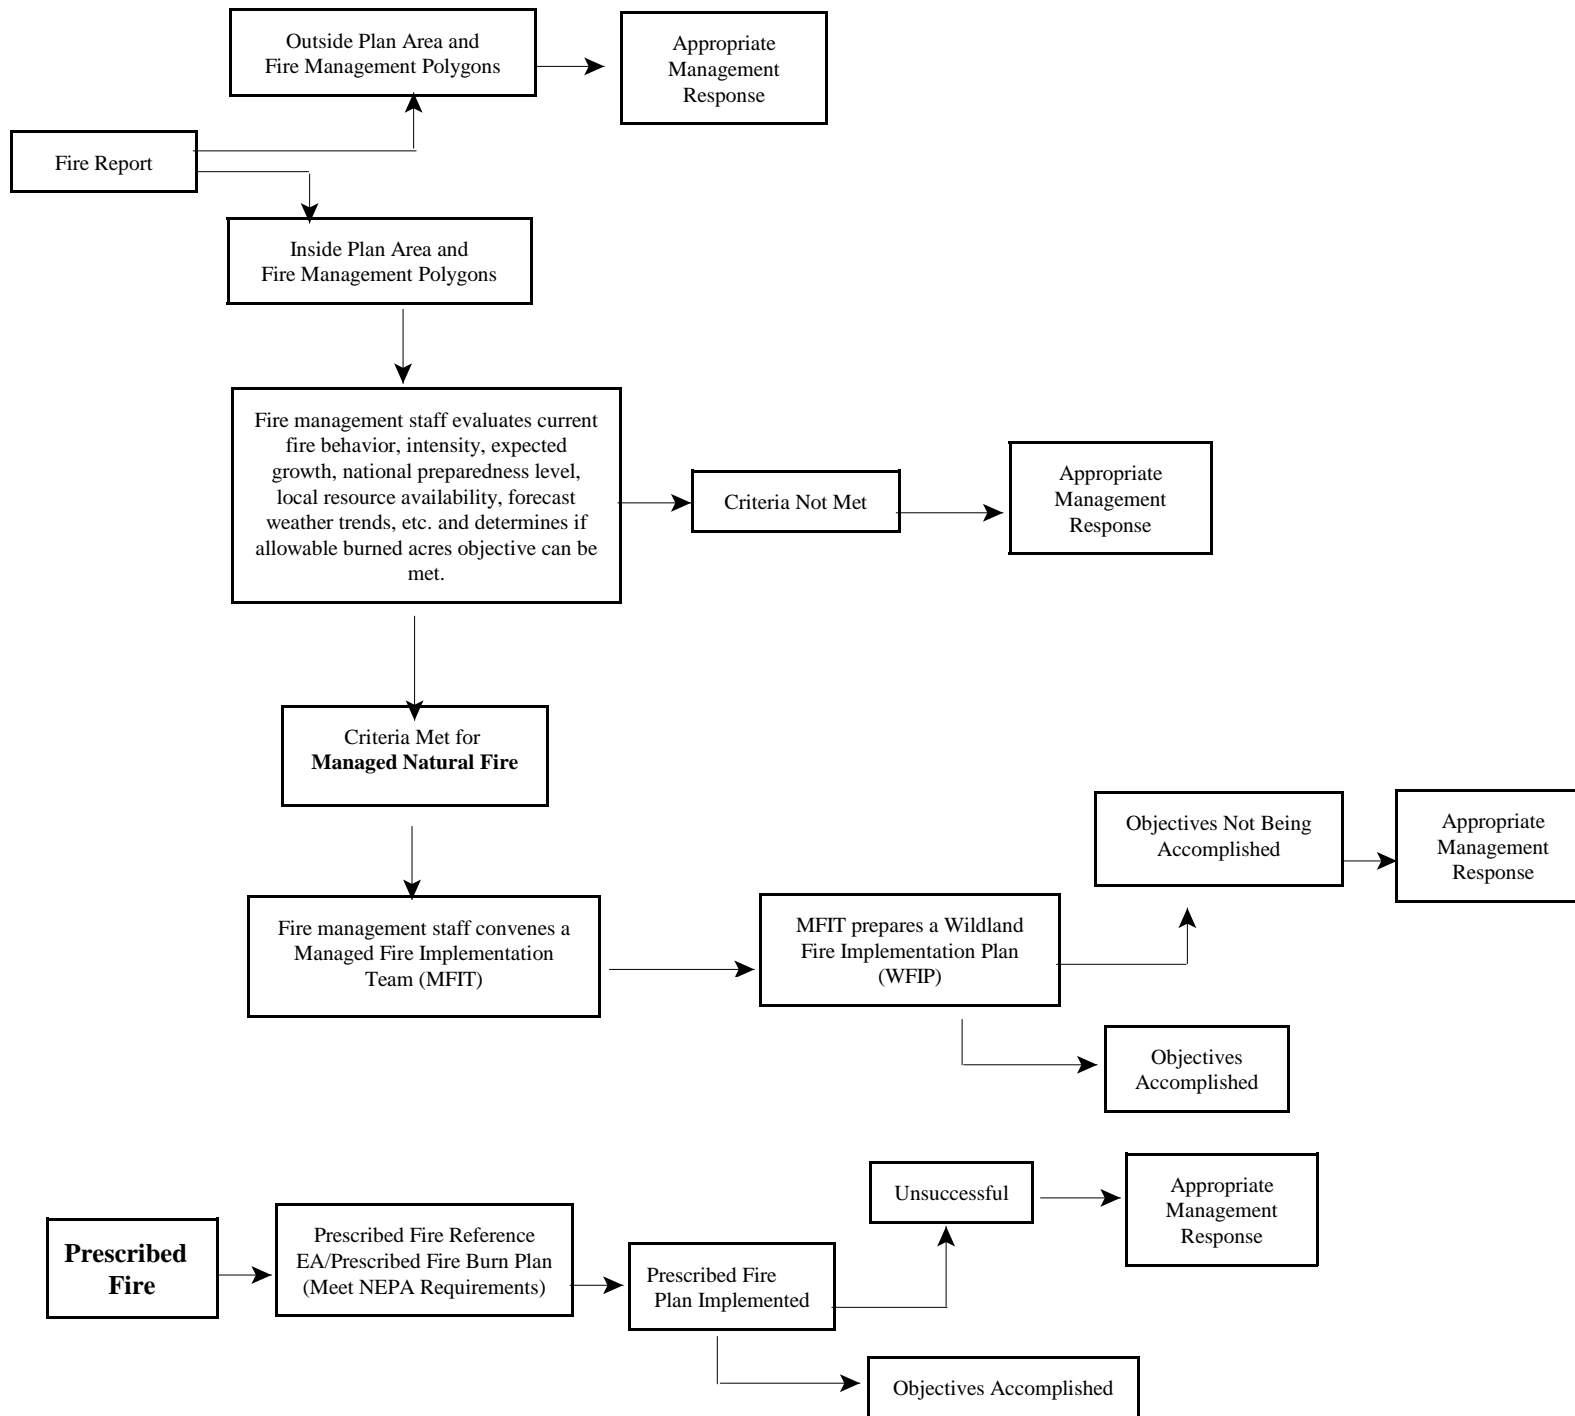 Outside Plan Area and
Fire Management Polygons
Appropriate
Management
Response
Fire Report
Inside Plan Area and
Fire Management Polygons
Fire management staff evaluates current
fire behavior, intensity, expected
growth, national preparedness level,
local resource availability, forecast
weather trends, etc. and determines if
allowable burned acres objective can be
met.
Criteria Not Met
Appropriate
Management
Response
Criteria Met for
Managed Natural Fire
Fire management staff convenes a
Managed Fire Implementation
Team (MFIT)
MFIT prepares a Wildland
Fire Implementation Plan
(WFIP)
Objectives Not Being
Accomplished
Appropriate
Management
Response
Objectives
Accomplished
Prescribed
Fire
Prescribed Fire Reference
EA/Prescribed Fire Burn Plan
(Meet NEPA Requirements)
Prescribed Fire
Plan Implemented
Unsuccessful
Appropriate
Management
Response
Objectives Accomplished